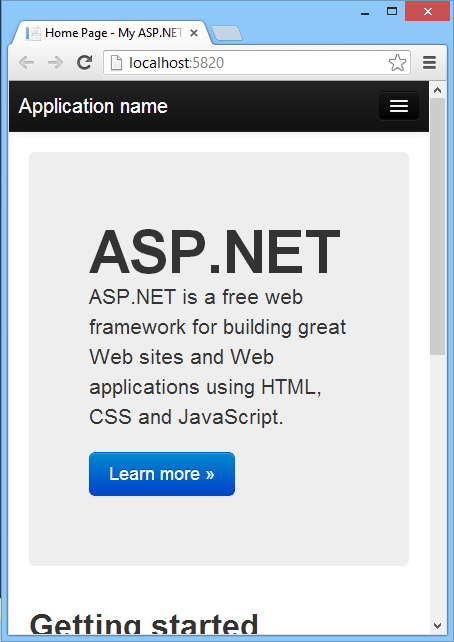 Home Page - My ASP.NET
localhost:5820
Application name
ASP.NET
ASP.NET is a free web
framework for building great
Web sites and Web
applications using HTML,
CSS and JavaScript.
Learn more »
Getting started